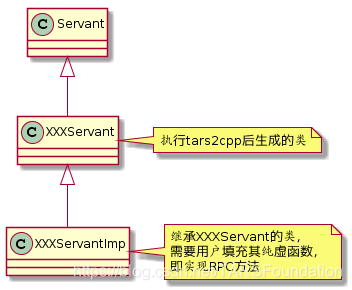 C Servant
C XXXServant
执行tars2cpp后生成的类
C XXXServantImp
继承XXXServant的类，
需要用户填充其纯虚函数，
即实现RPC方法